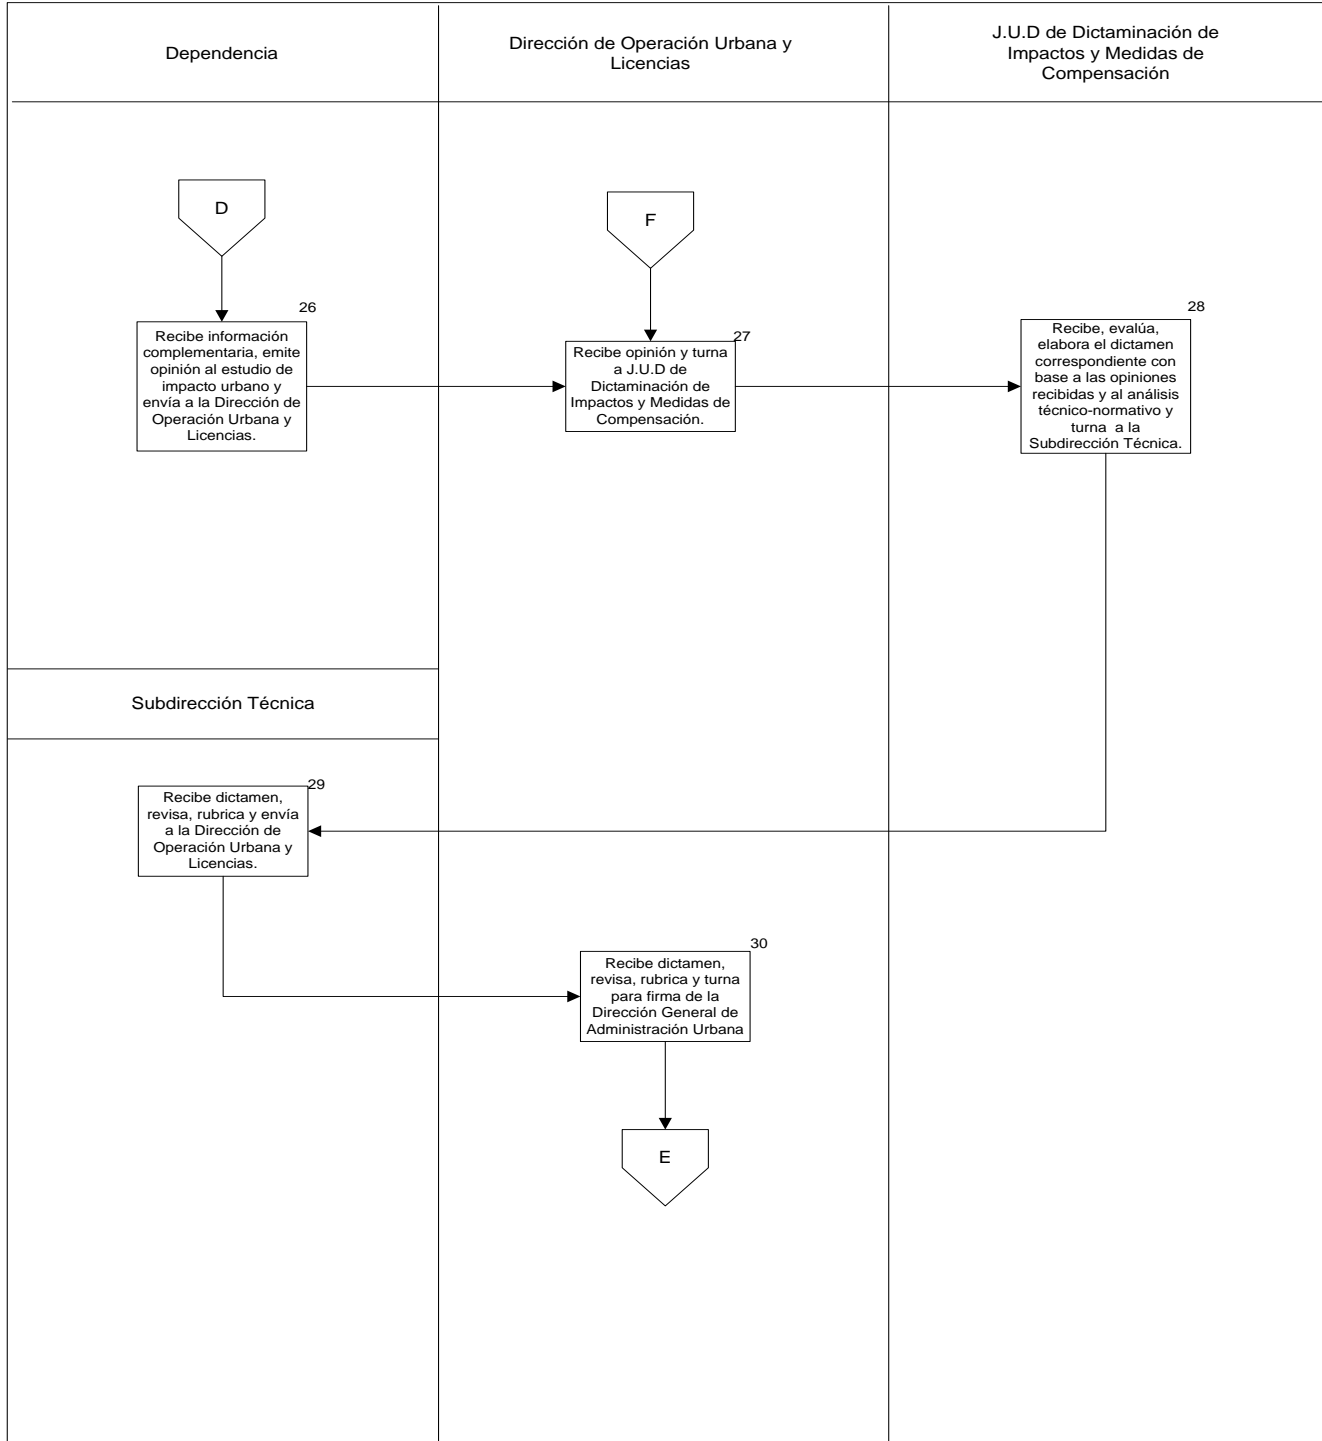 Dependencia
Dirección de Operación Urbana y
Licencias
J.U.D de Dictaminación de
Impactos y Medidas de
Compensación
D
F
26
Recibe información
complementaria, emite
opinión al estudio de
impacto urbano y
envía a la Dirección de
Operación Urbana y
Licencias.
27
Recibe opinión y turna
a J.U.D de
Dictaminación de
Impactos y Medidas de
Compensación.
28
Recibe, evalúa,
elabora el dictamen
correspondiente con
base a las opiniones
recibidas y al análisis
técnico-normativo y
turna a la
Subdirección Técnica.
Subdirección Técnica
29
Recibe dictamen,
revisa, rubrica y envía
a la Dirección de
Operación Urbana y
Licencias.
30
Recibe dictamen,
revisa, rubrica y turna
para firma de la
Dirección General de
Administración Urbana
E